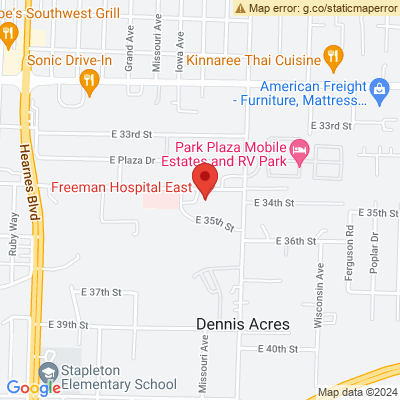 oe's Southwest Grill
Map error: g.co/staticmaperror
Grand Ave
Missouri Ave
Iowa Ave
Kinnaree Thai Cuisine
Sonic Drive-In
American Freight
- Furniture, Mattress...
E 33rd St
E 33rd St
Hearnes Blvd
E Plaza Dr
Park Plaza Mobile
Estates and RV Park
Freeman Hospital East
E 34th St
E 35th St
E 35th St
Ruby Way
E 36th St
Ferguson Rd
Poplar Dr
Wisconsin Ave
E 37th St
E 39th St
Dennis Acres
E 40th St
Missouri Ave
Stapleton
Elementary School
Google
Map data ©2024